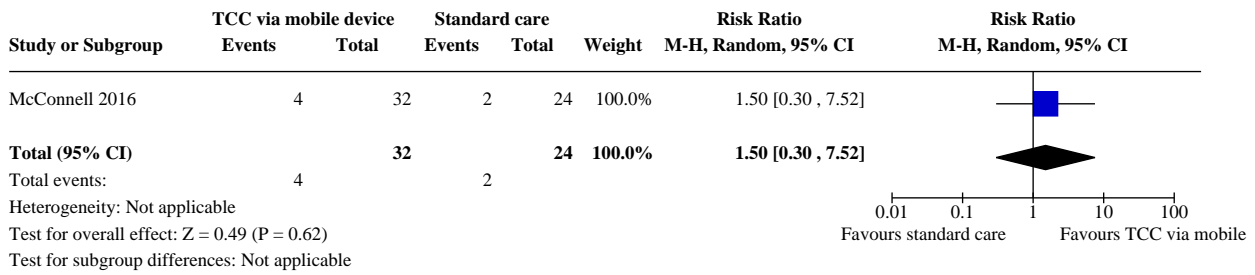 TCC via mobile device Standard care Risk Ratio Risk Ratio
Study or Subgroup Events Total Events Total Weight M-H, Random, 95% CI M-H, Random, 95% CI
McConnell 2016 4 32 2 24 100.0% 1.50 [0.30 , 7.52]
Total (95% CI) 32 24 100.0% 1.50 [0.30 , 7.52]
Total events: 4 2
Heterogeneity: Not applicable
0.01 0.1 1 10 100
Test for overall effect: Z = 0.49 (P = 0.62)
Favours standard care Favours TCC via mobile
Test for subgroup differences: Not applicable